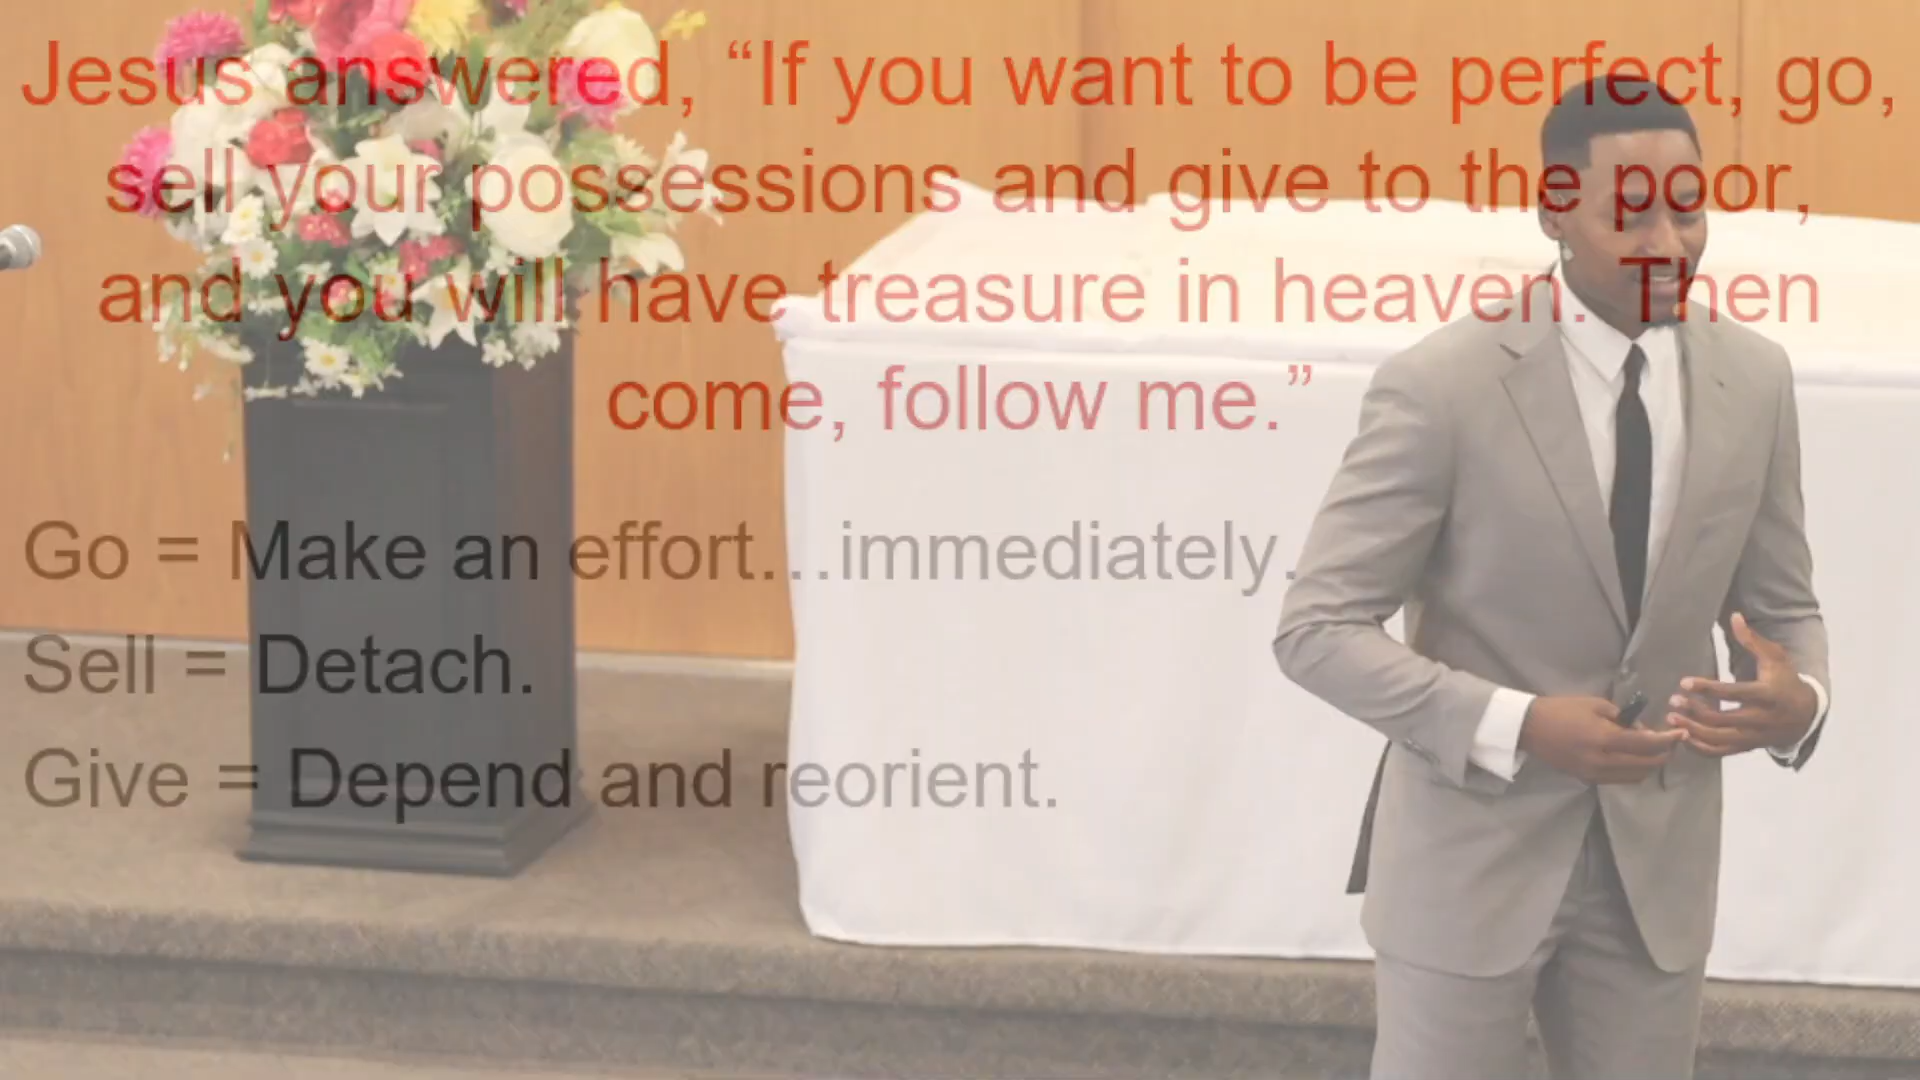 Jesus answered, “If you want to be perfect, go,
sell your possessions and give to the poor,
and you will have treasure in heaven. Then
come, follow me.”
Go = Make an effort…immediately.
Sell = Detach.
Give = Depend and reorient.